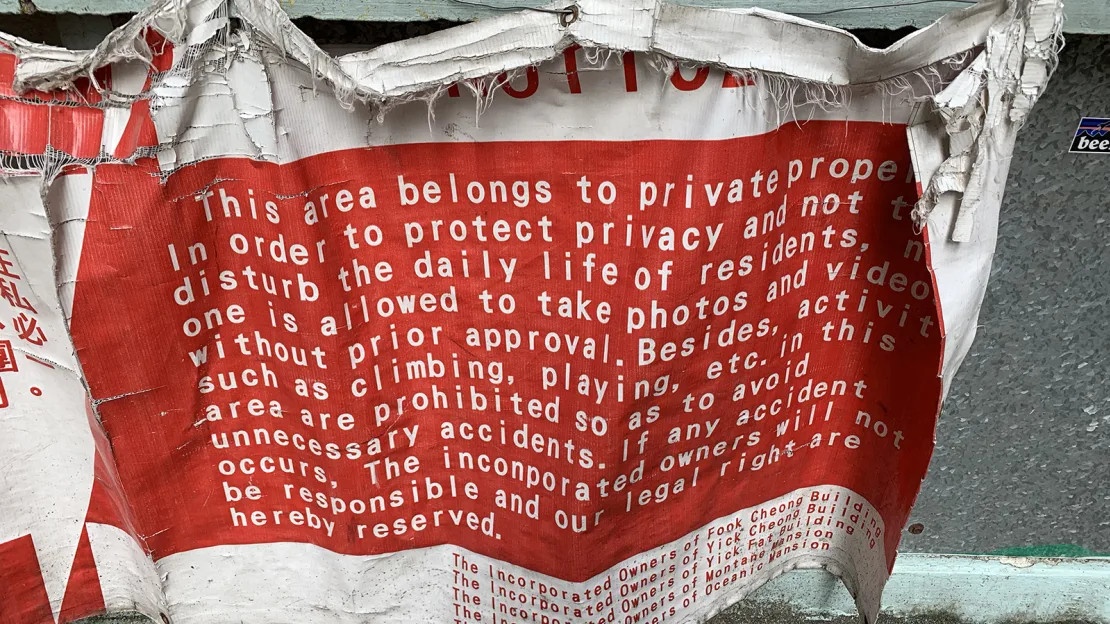 OTICE
This area belongs to private prope
In order to protect privacy and not t
disturb the daily life of residents, n
one is allowed to take photos and video
without prior approval. Besides, activit
such as climbing, playing, etc. in this
area are prohibited so as to avoid
unnecessary accidents. If any accident
occurs, The inconporated owners will not
be responsible and our legal right are
hereby reserved.
The Incorporated Owners of Fook Cheong Building
The Incorporated Owners of Yick Cheong Building
The Incorporated Owners of Yick Fat Building
The Incorporated Owners of Montane Mansion
The Incorporated Owners of Oceanic Mansion
bee